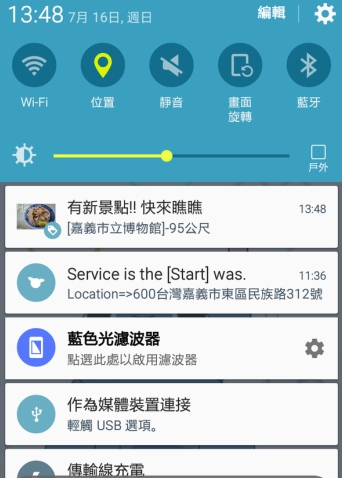 13:48 7月 16日, 週日 編輯
Wi-Fi 位置 靜音 畫面旋轉 藍牙
戶外
有新景點!! 快來瞧瞧 13:48
[嘉義市立博物館]-95公尺
Service is the [Start] was. 11:36
Location=>600台灣嘉義市東區民族路312號
藍色光濾波器
點選此處以啟用濾波器
作為媒體裝置連接
輕觸 USB 選項。
傳輸線充電